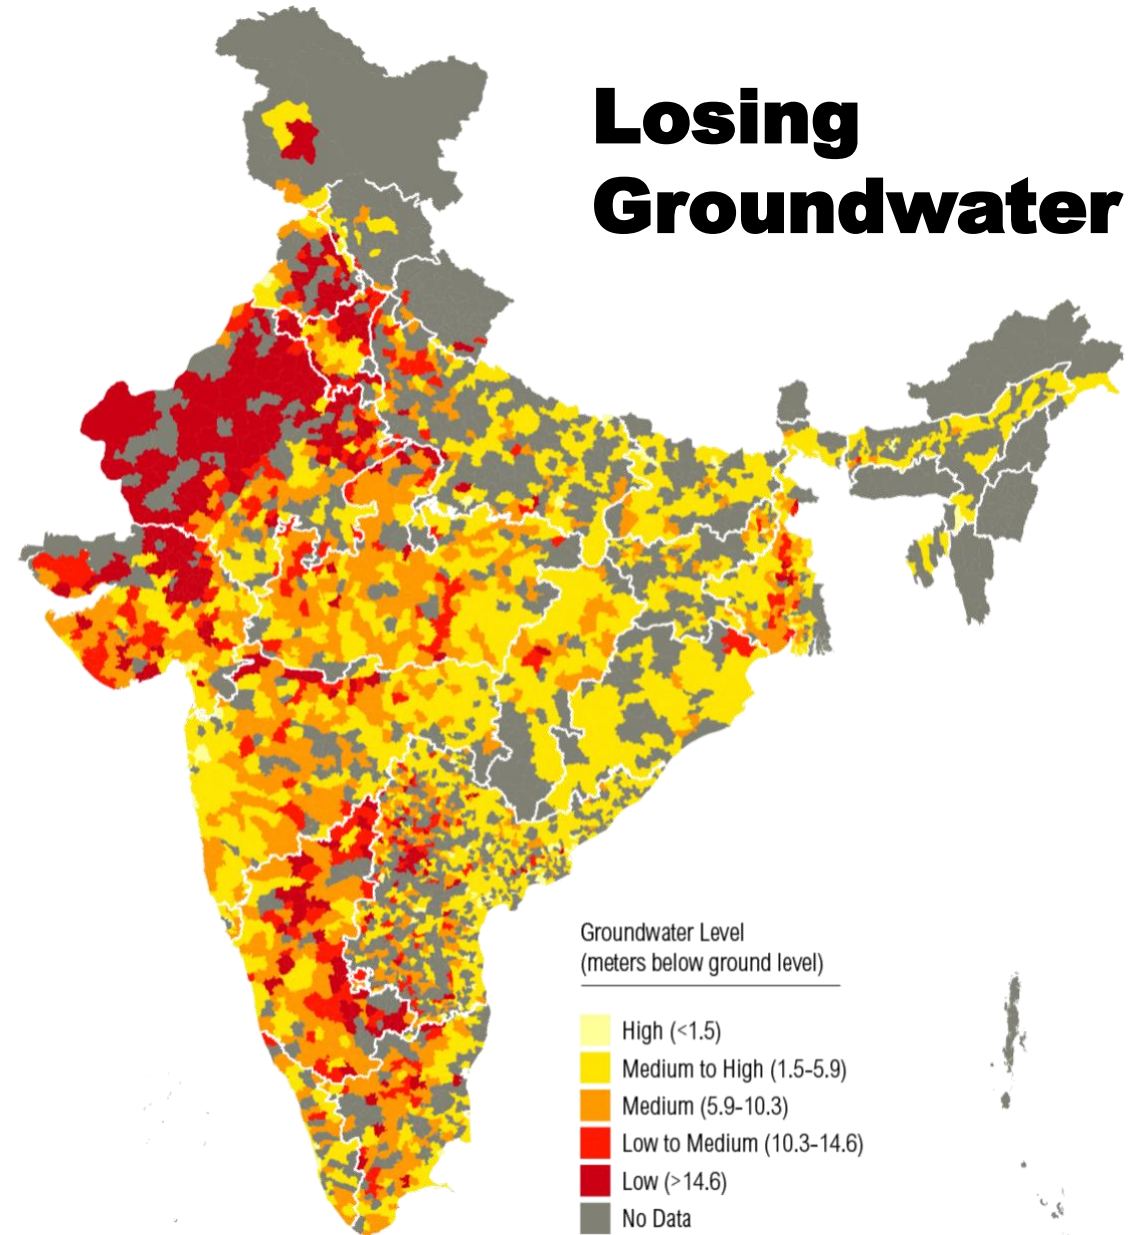 Losing
Groundwater
Groundwater Level
(meters below ground level)
High (<1.5)
Medium to High (1.5-5.9)
Medium (5.9-10.3)
Low to Medium (10.3-14.6)
Low (>14.6)
No Data